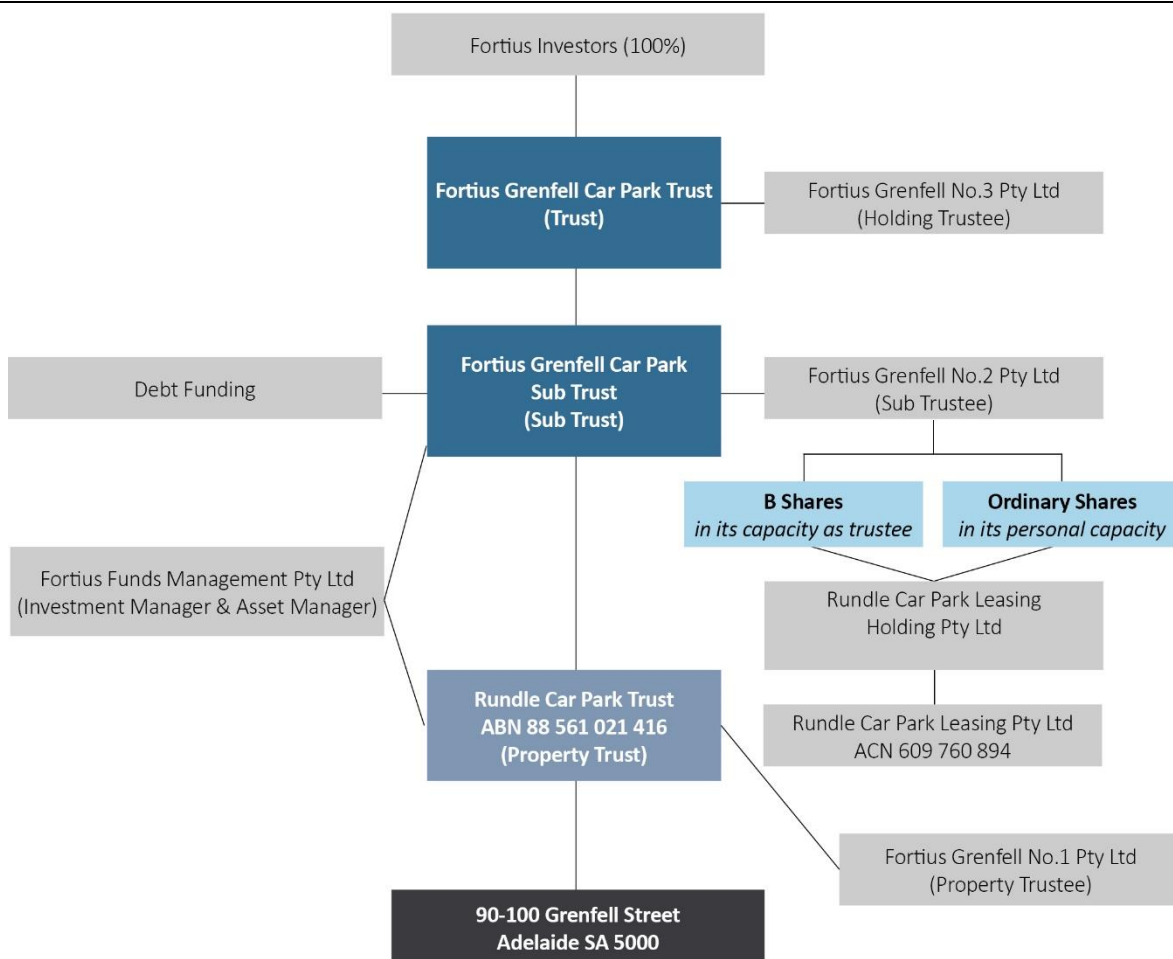 Fortius Investors (100%)
Fortius Grenfell Car Park Trust
(Trust)
Fortius Grenfell No.3 Pty Ltd
(Holding Trustee)
Debt Funding
Fortius Grenfell Car Park
Sub Trust
(Sub Trust)
Fortius Grenfell No.2 Pty Ltd
(Sub Trustee)
B Shares
in its capacity as trustee
Ordinary Shares
in its personal capacity
Fortius Funds Management Pty Ltd
(Investment Manager & Asset Manager)
Rundle Car Park Leasing
Holding Pty Ltd
Rundle Car Park Trust
ABN 88 561 021 416
(Property Trust)
Rundle Car Park Leasing Pty Ltd
ACN 609 760 894
Fortius Grenfell No.1 Pty Ltd
(Property Trustee)
90-100 Grenfell Street
Adelaide SA 5000